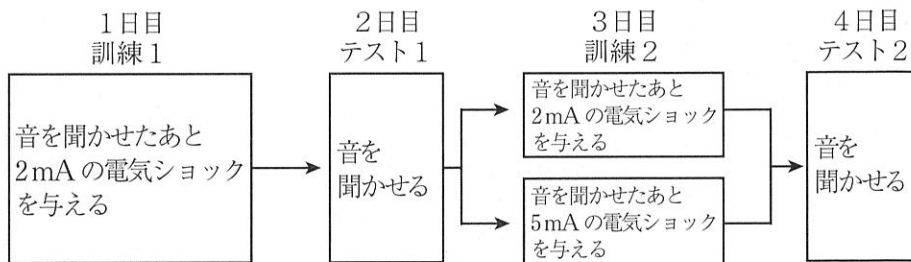 1日目
訓練1
音を聞かせたあと
2mAの電気ショック
を与える
2日目
テスト1
音を
聞かせる
3日目
訓練2
音を聞かせたあと
2mAの電気ショック
を与える
音を聞かせたあと
5mAの電気ショック
を与える
4日目
テスト2
音を
聞かせる